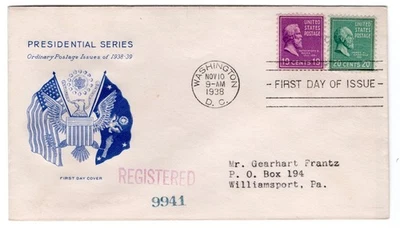 PRESIDENTIAL SERIES
Ordinary Postage Issues of 1938-39
FIRST DAY COVER
WASHINGTON
NOV 10
9-AM
1938
D. C.
UNITED STATES POSTAGE
19 CENTS 19
UNITED STATES POSTAGE
20 CENTS 20
FIRST DAY OF ISSUE
REGISTERED
9941
Mr. Gearhart Frantz
P. O. Box 194
Williamsport, Pa.